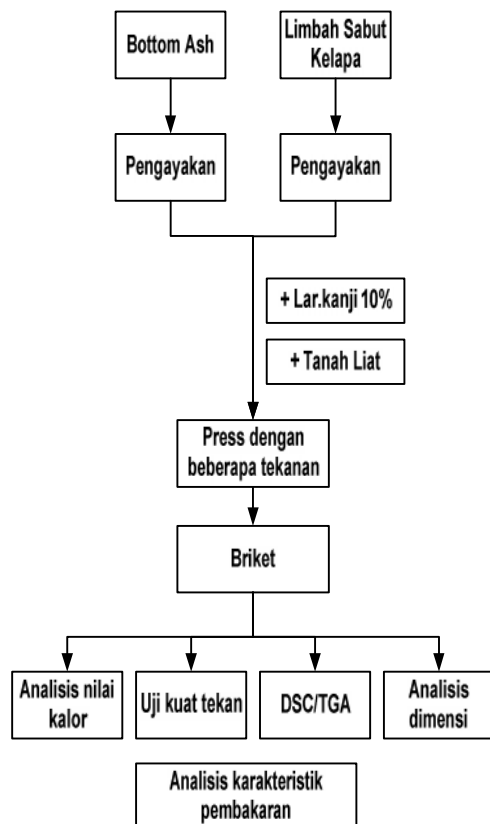 Bottom Ash
Limbah Sabut
Kelapa
Pengayakan
Pengayakan
+ Lar.kanji 10%
+ Tanah Liat
Press dengan
beberapa tekanan
Briket
Analisis nilai
kalor
Uji kuat tekan
DSC/TGA
Analisis
dimensi
Analisis karakteristik
pembakaran